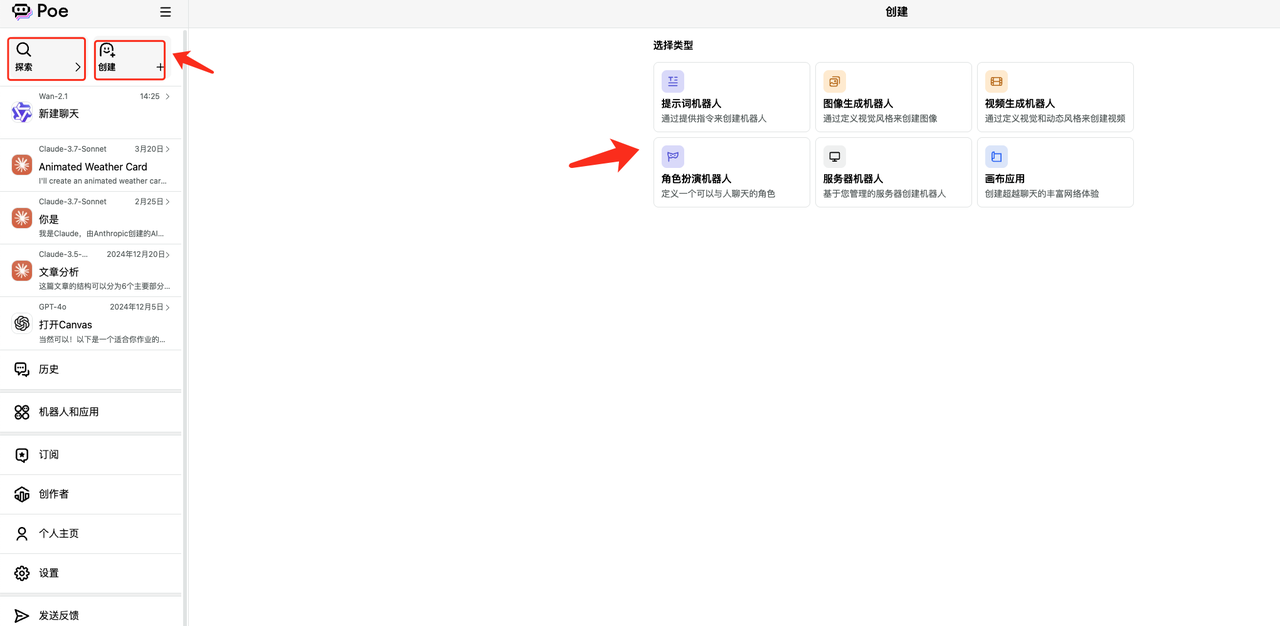 Poe
创建
探索
创建
Wan-2.1 14:25
新建聊天
Claude-3.7-Sonnet 3月20日
Animated Weather Card
I'll create an animated weather car...
Claude-3.7-Sonnet 2月25日
你是
我是Claude，由Anthropic创建的AI...
Claude-3.5-... 2024年12月20日
文章分析
这篇文章的结构可以分为6个主要部分...
GPT-4o 2024年12月5日
打开Canvas
当然可以！以下是一个适合你作业的...
历史
机器人和应用
订阅
创作者
个人主页
设置
发送反馈
选择类型
提示词机器人
通过提供指令来创建机器人
图像生成机器人
通过定义视觉风格来创建图像
视频生成机器人
通过定义视觉和动态风格来创建视频
角色扮演机器人
定义一个可以与人聊天的角色
服务器机器人
基于您管理的服务器创建机器人
画布应用
创建超越聊天的丰富网络体验